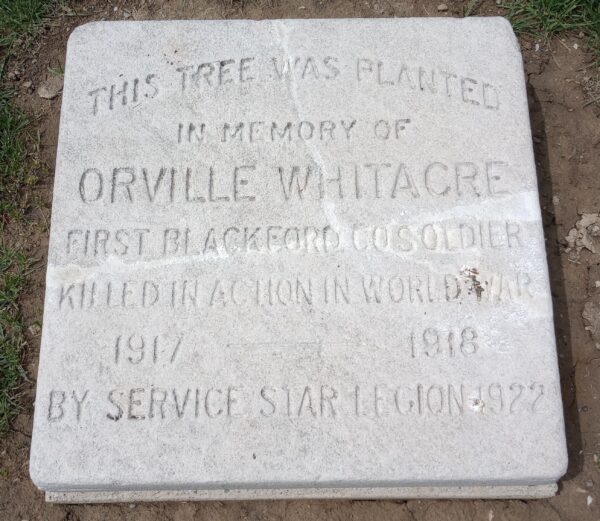 THIS TREE WAS PLANTED
IN MEMORY OF
ORVILLE WHITACRE
FIRST BLACKFORD CO SOLDIER
KILLED IN ACTION IN WORLD WAR
1917 — 1918
BY SERVICE STAR LEGION 1922